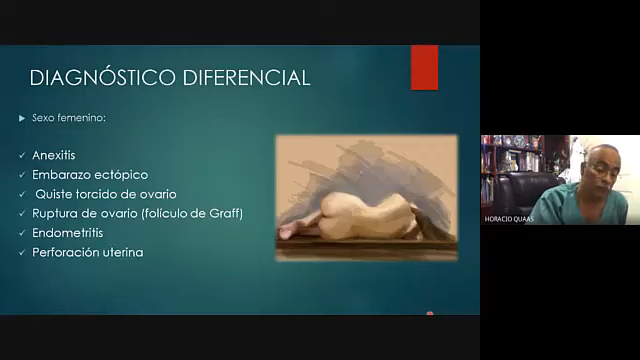 DIAGNÓSTICO DIFERENCIAL
Sexo femenino:
Anexitis
Embarazo ectópico
Quiste torcido de ovario
Ruptura de ovario (folículo de Graff)
Endometritis
Perforación uterina
HORACIO QUAAS